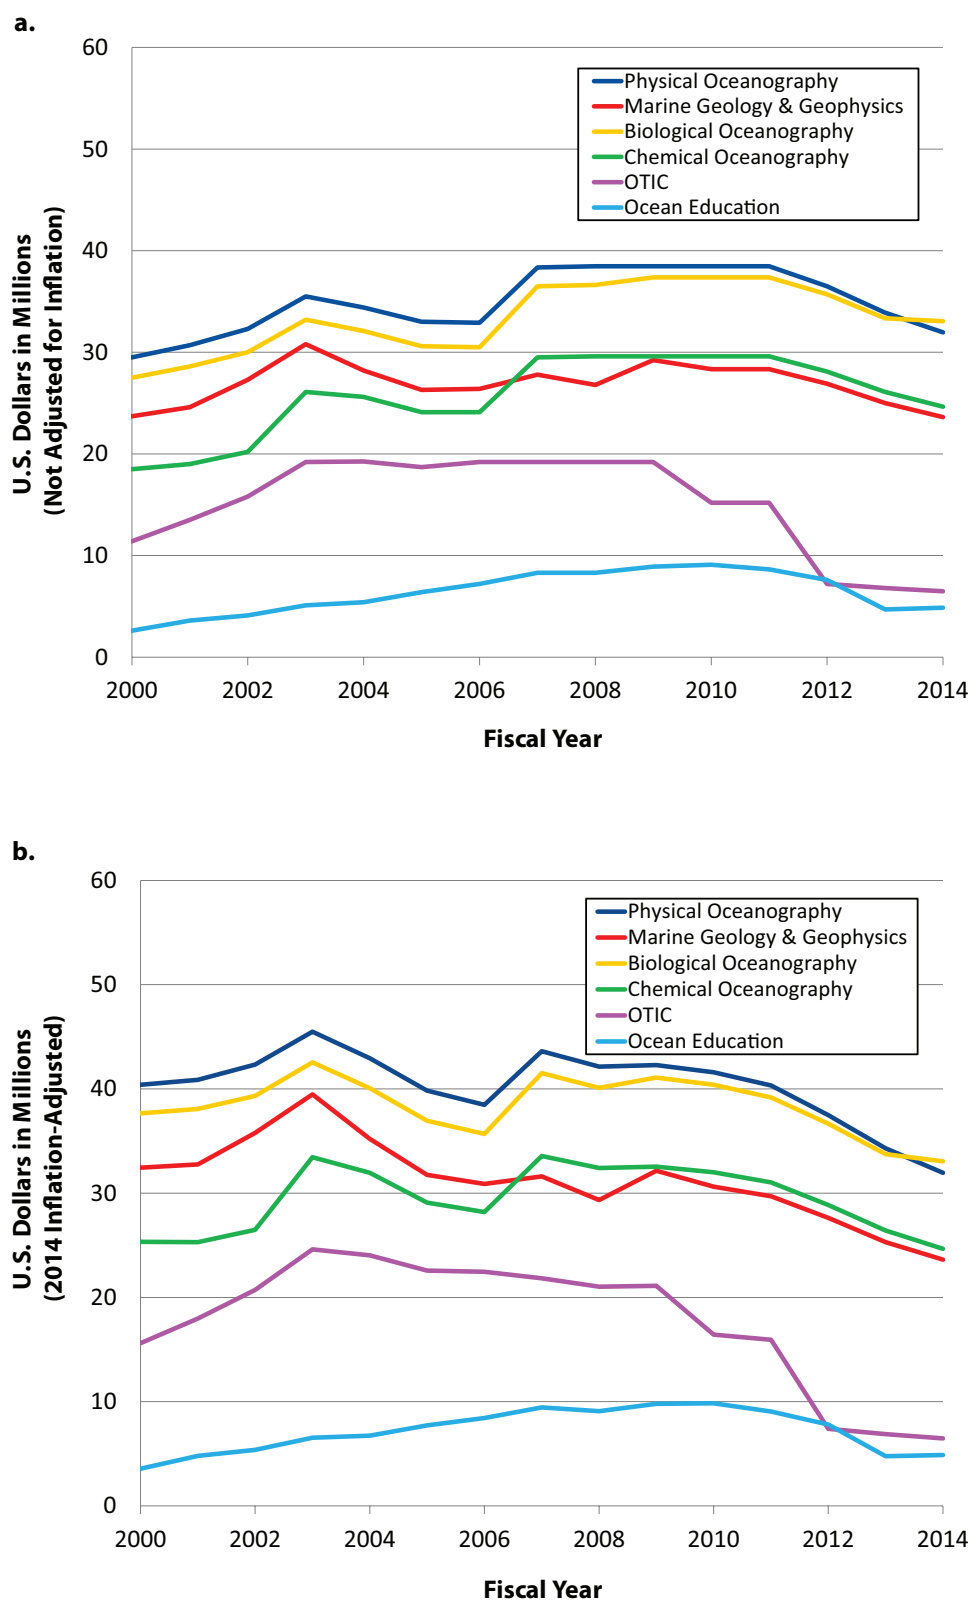 a.
60
50
40
30
20
10
0
U.S. Dollars in Millions
(Not Adjusted for Inflation)
Physical Oceanography
Marine Geology & Geophysics
Biological Oceanography
Chemical Oceanography
OTIC
Ocean Education
2000 2002 2004 2006 2008 2010 2012 2014
Fiscal Year
b.
60
50
40
30
20
10
0
U.S. Dollars in Millions
(2014 Inflation-Adjusted)
Physical Oceanography
Marine Geology & Geophysics
Biological Oceanography
Chemical Oceanography
OTIC
Ocean Education
2000 2002 2004 2006 2008 2010 2012 2014
Fiscal Year